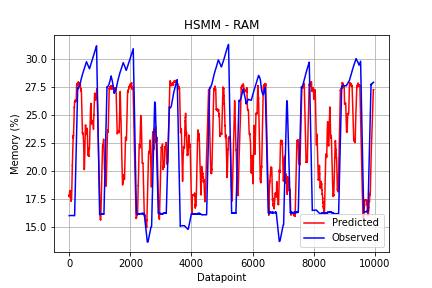 HSMM - RAM
Memory (%)
30.0
27.5
25.0
22.5
20.0
17.5
15.0
Predicted
Observed
0
2000
4000
6000
8000
10000
Datapoint